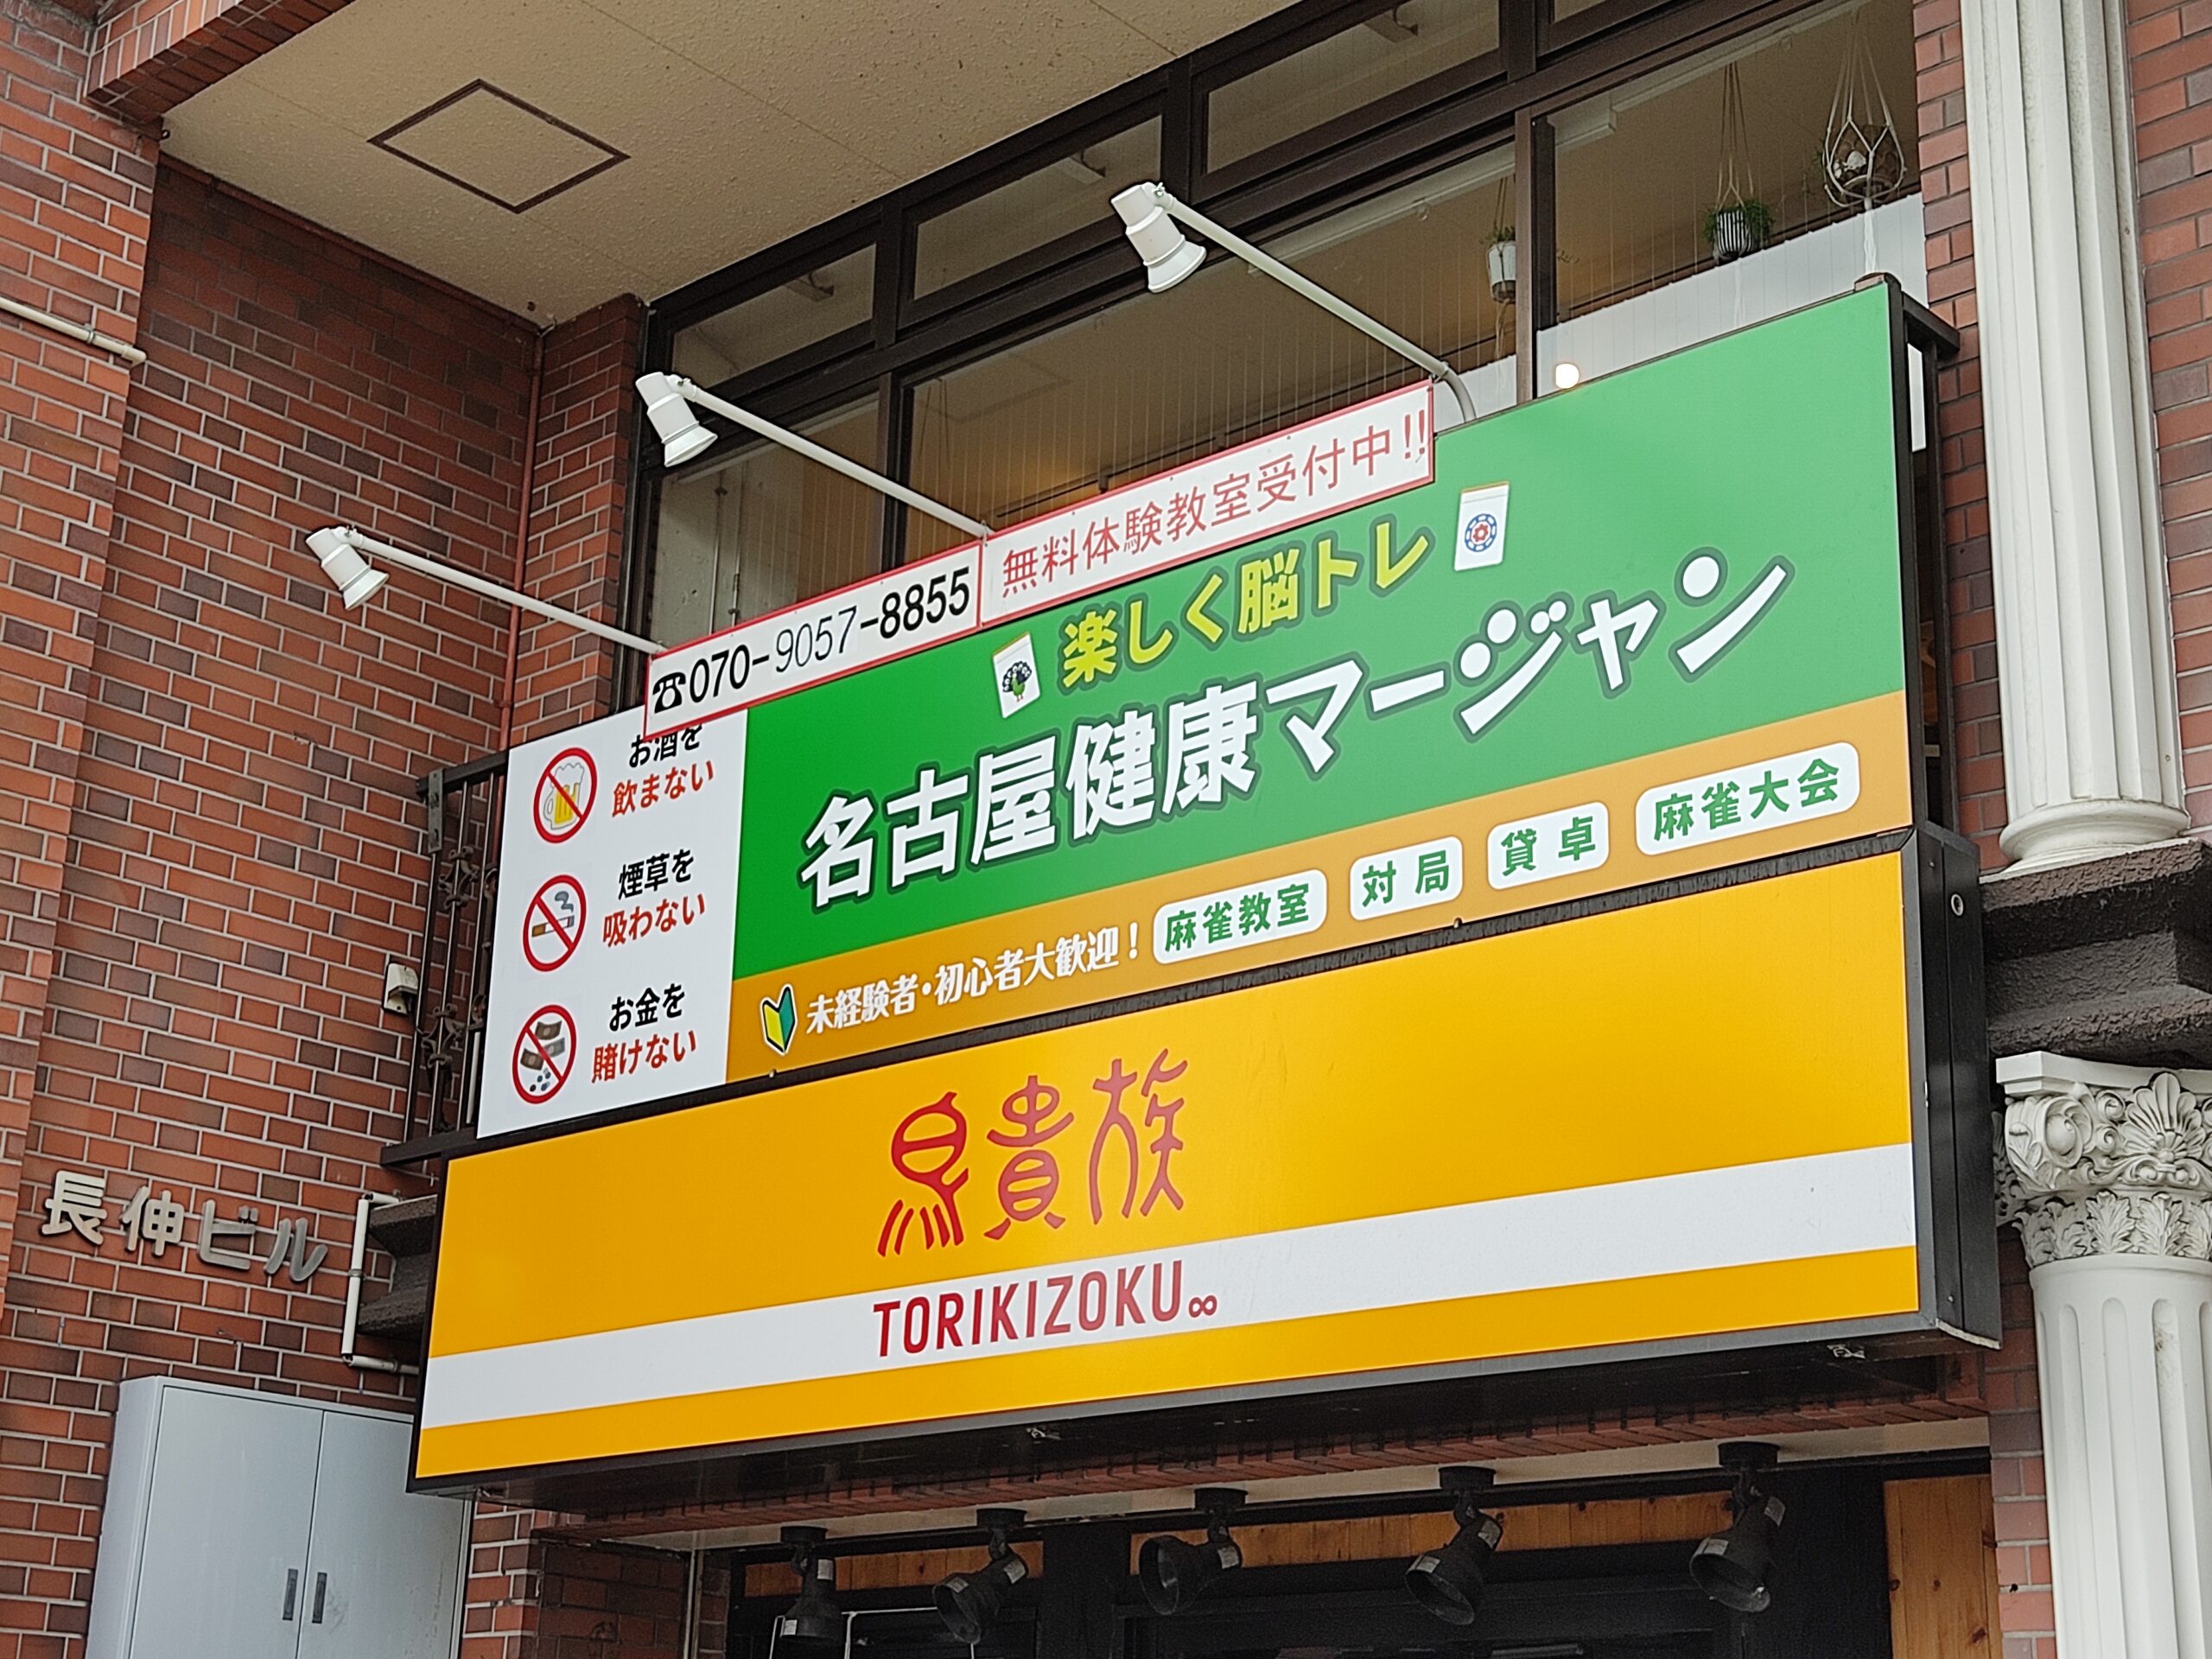 ☎070-9057-8855
無料体験教室受付中!!
楽しく脳トレ
名古屋健康マージャン
お酒を
飲まない
煙草を
吸わない
お金を
賭けない
未経験者・初心者大歓迎！ 麻雀教室 対局 貸卓 麻雀大会
鳥貴族
TORIKIZOKU∞
長伸ビル